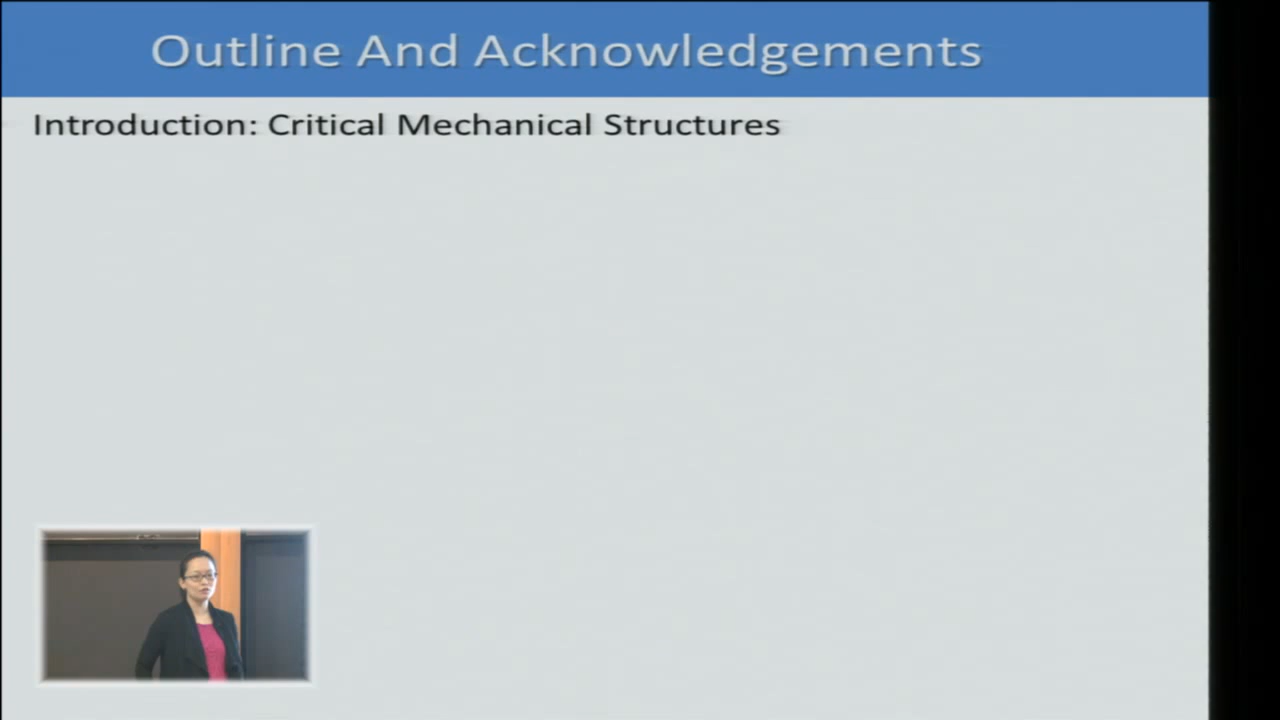 Outline And Acknowledgements
Introduction: Critical Mechanical Structures